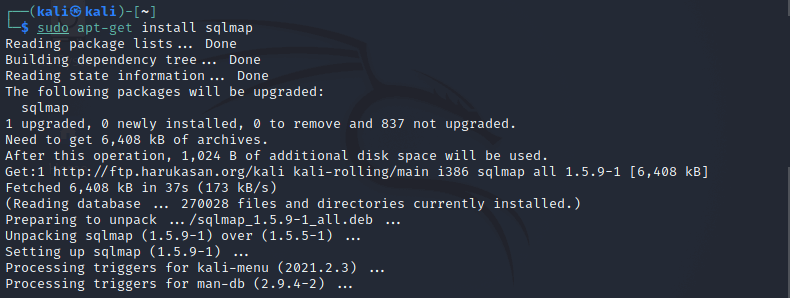 ┌──(kali㉿kali)-[~]
└─$ sudo apt-get install sqlmap
Reading package lists... Done
Building dependency tree... Done
Reading state information... Done
The following packages will be upgraded:
  sqlmap
1 upgraded, 0 newly installed, 0 to remove and 837 not upgraded.
Need to get 6,408 kB of archives.
After this operation, 1,024 B of additional disk space will be used.
Get:1 http://ftp.harukasan.org/kali kali-rolling/main i386 sqlmap all 1.5.9-1 [6,408 kB]
Fetched 6,408 kB in 37s (173 kB/s)
(Reading database ... 270028 files and directories currently installed.)
Preparing to unpack .../sqlmap_1.5.9-1_all.deb ...
Unpacking sqlmap (1.5.9-1) over (1.5.5-1) ...
Setting up sqlmap (1.5.9-1) ...
Processing triggers for kali-menu (2021.2.3) ...
Processing triggers for man-db (2.9.4-2) ...